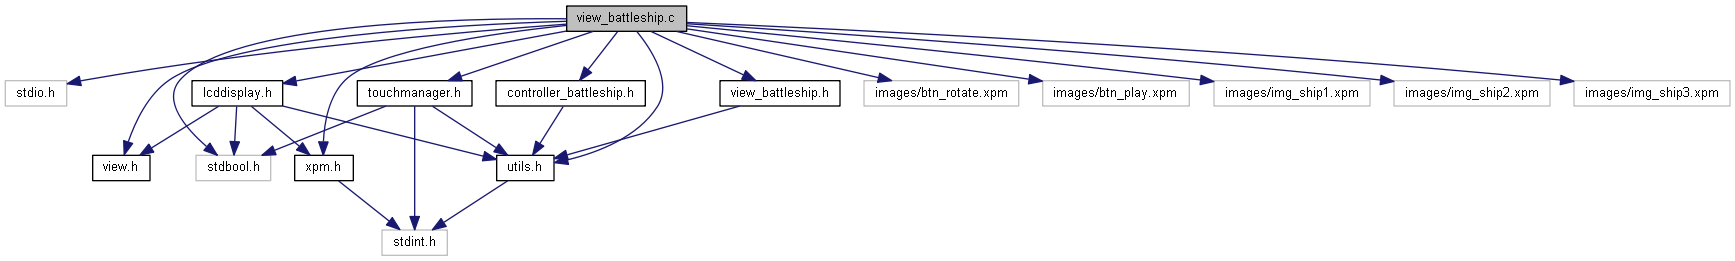 view_battleship.c
stdio.h
lcddisplay.h
touchmanager.h
controller_battleship.h
view_battleship.h
images/btn_rotate.xpm
images/btn_play.xpm
images/img_ship1.xpm
images/img_ship2.xpm
images/img_ship3.xpm
view.h
stdbool.h
xpm.h
utils.h
stdint.h